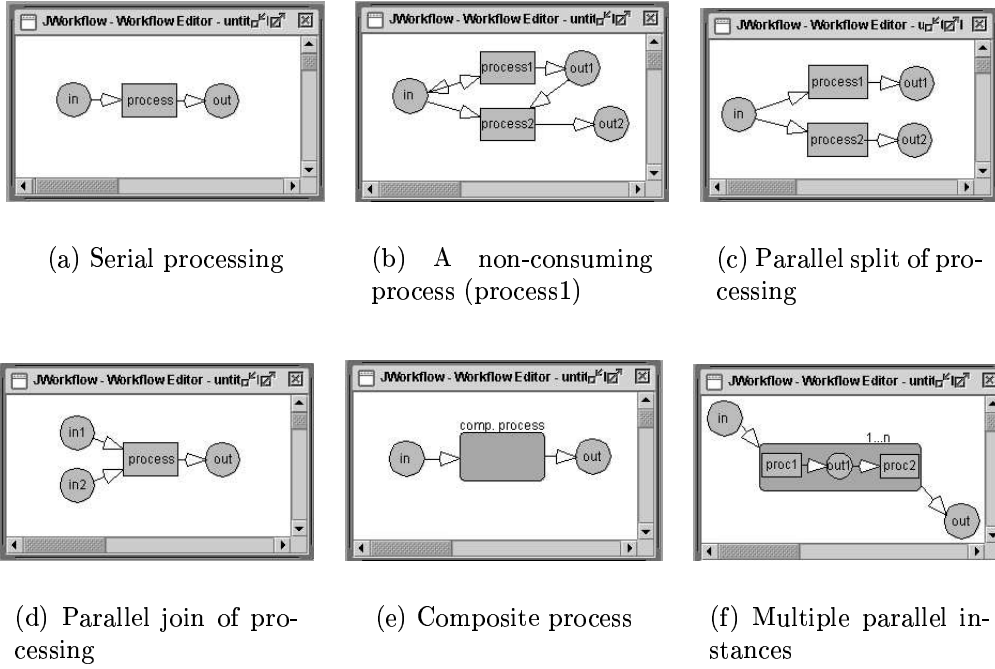 JWorkflow - Workflow Editor - untit
in
process
out
(a) Serial processing
JWorkflow - Workflow Editor - untit
process1
out1
in
process2
out2
(b) A non-consuming
process (process1)
JWorkflow - Workflow Editor - u
process1
out1
in
process2
out2
(c) Parallel split of pro-
cessing
JWorkflow - Workflow Editor - untit
in1
process
out
in2
(d) Parallel join of pro-
cessing
JWorkflow - Workflow Editor - untit
comp. process
in
out
(e) Composite process
JWorkflow - Workflow Editor - untit
in
1...n
proc1
out1
proc2
out
(f) Multiple parallel in-
stances